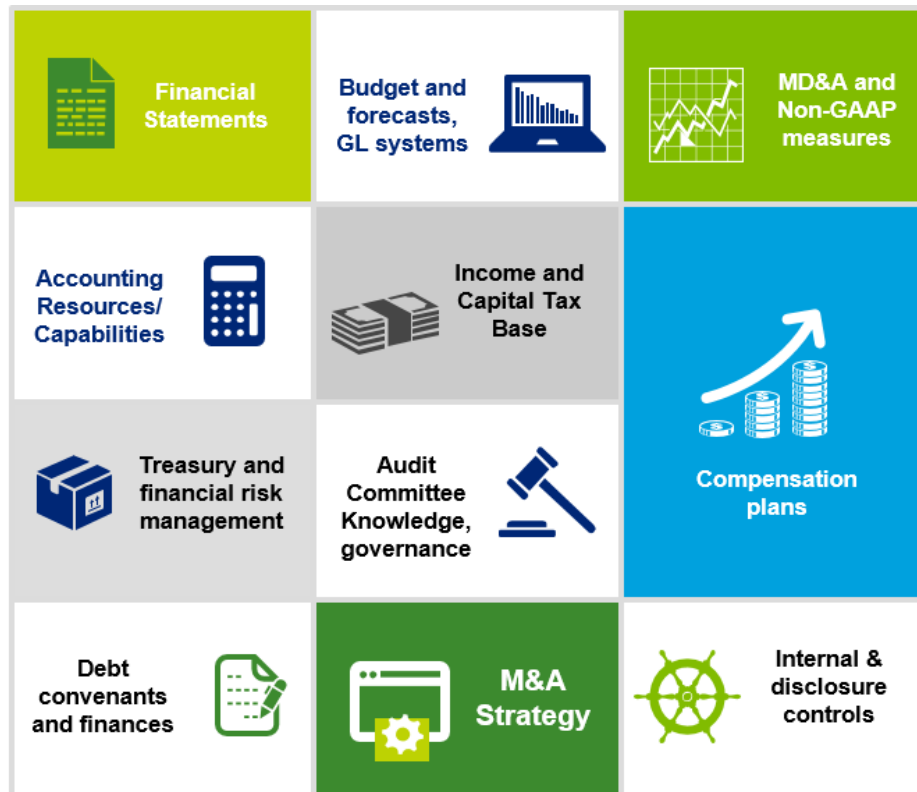 Financial
Statements
Budget and
forecasts,
GL systems
MD&A and
Non-GAAP
measures
Accounting
Resources/
Capabilities
Income and
Capital Tax
Base
Compensation
plans
Treasury and
financial risk
management
Audit
Committee
Knowledge,
governance
Debt
convenants
and finances
M&A
Strategy
Internal &
disclosure
controls